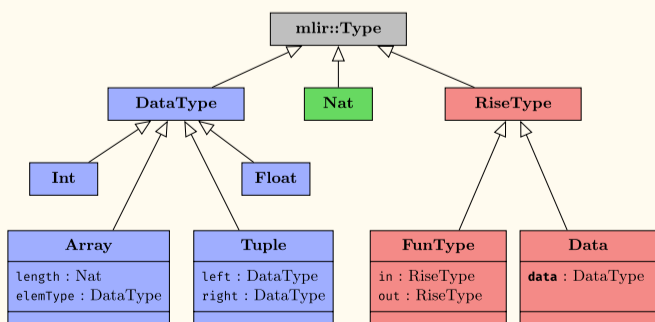 mlir::Type
DataType
Nat
RiseType
Int
Float
Array
length : Nat
elemType : DataType
Tuple
left : DataType
right : DataType
FunType
in : RiseType
out : RiseType
Data
data : DataType